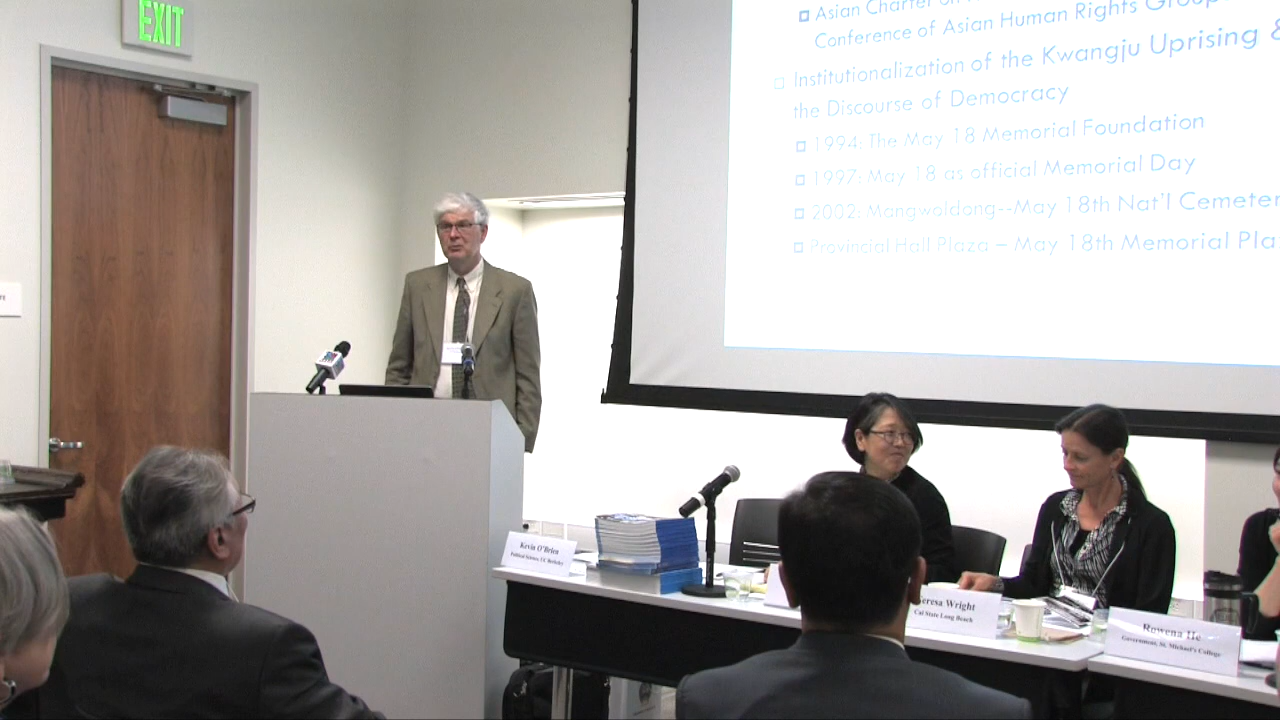 EXIT
Asian Charter on
Conference of Asian Human Rights Groups
Institutionalization of the Kwangju Uprising &
the Discourse of Democracy
1994: The May 18 Memorial Foundation
1997: May 18 as official Memorial Day
2002: Mangwoldong--May 18th Nat'l Cemeter
Provincial Hall Plaza – May 18th Memorial Pla
Kevin O'Brien
Political Science, UC Berkeley
eresa Wright
Cal State Long Beach
Rowena He
Government, St. Michael's College